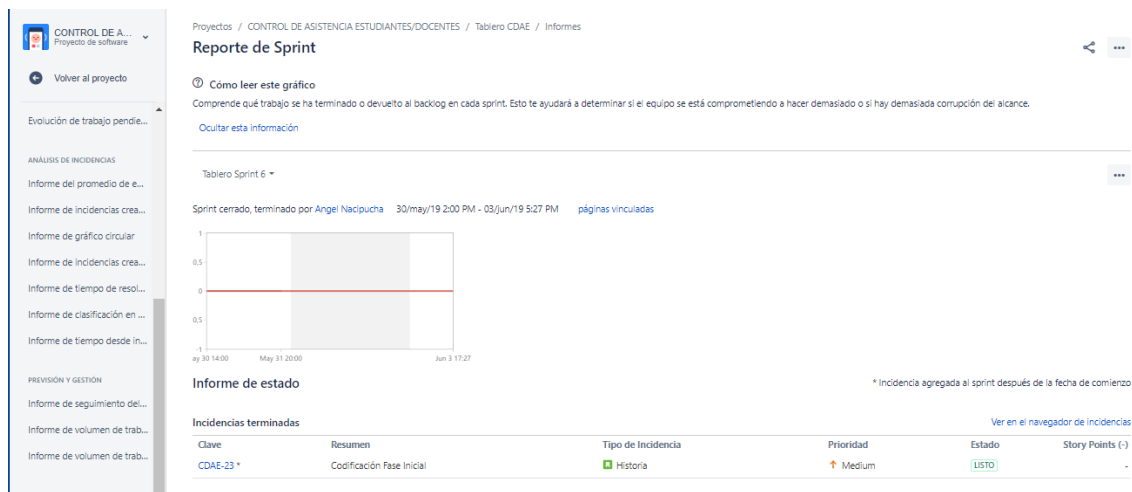 CONTROL DE A...
Proyecto de software
Volver al proyecto
Evolución de trabajo pendie...
ANÁLISIS DE INCIDENCIAS
Informe del promedio de e...
Informe de incidencias crea...
Informe de gráfico circular
Informe de incidencias crea...
Informe de tiempo de resol...
Informe de clasificación en ...
Informe de tiempo desde in...
PREVISIÓN Y GESTIÓN
Informe de seguimiento del...
Informe de volumen de trab...
Informe de volumen de trab...
Proyectos / CONTROL DE ASISTENCIA ESTUDIANTES/DOCENTES / Tablero CDAE / Informes
Reporte de Sprint
Cómo leer este gráfico
Comprende qué trabajo se ha terminado o devuelto al backlog en cada sprint. Esto te ayudará a determinar si el equipo se está comprometiendo a hacer demasiado o si hay demasiada corrupción del alcance.
Ocultar esta información
Tablero Sprint 6
Sprint cerrado, terminado por Angel Nacipucha 30/may/19 2:00 PM - 03/jun/19 5:27 PM páginas vinculadas
1
0,5
0
0,5
-1
ay 30 14:00 May 31 20:00 Jun 3 17:27
Informe de estado
* Incidencia agregada al sprint después de la fecha de comienzo
Incidencias terminadas
Ver en el navegador de incidencias
Clave Resumen Tipo de Incidencia Prioridad Estado Story Points (-)
CDAE-23 * Codificación Fase Inicial Historia Medium LISTO -